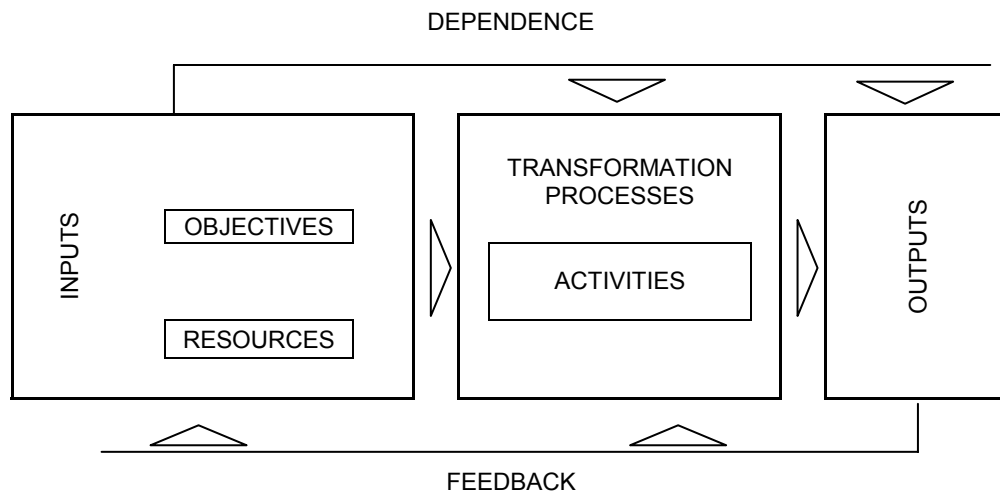 DEPENDENCE
INPUTS
OBJECTIVES
RESOURCES
TRANSFORMATION
PROCESSES
ACTIVITIES
OUTPUTS
FEEDBACK